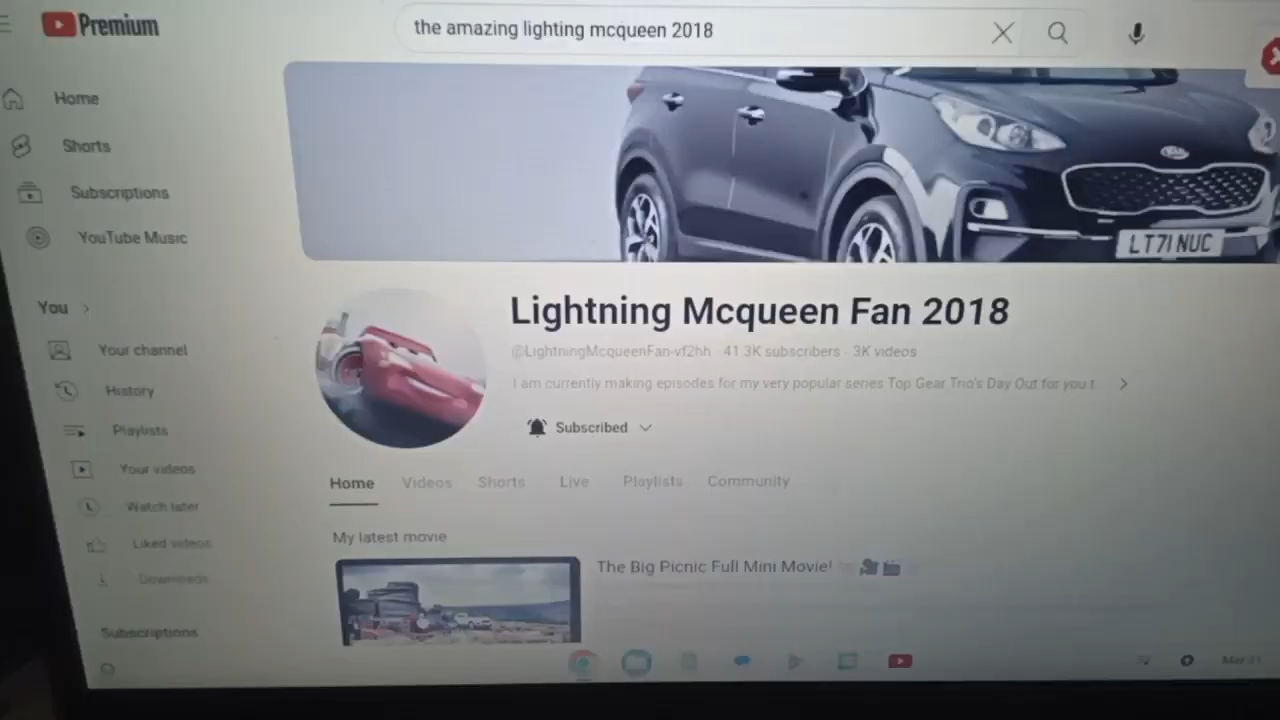 Premium
the amazing lighting mcqueen 2018
Home
Shorts
Subscriptions
YouTube Music
You
Your channel
History
Playlists
Your videos
Watch later
Liked videos
Downloads
Subscriptions
LT71 NUC
Lightning Mcqueen Fan 2018
@LightningMcqueenFan-vf2hh · 41.3K subscribers · 3K videos
I am currently making episodes for my very popular series Top Gear Trio's Day Out for you t
Subscribed
Home Videos Shorts Live Playlists Community
My latest movie
The Big Picnic Full Mini Movie!